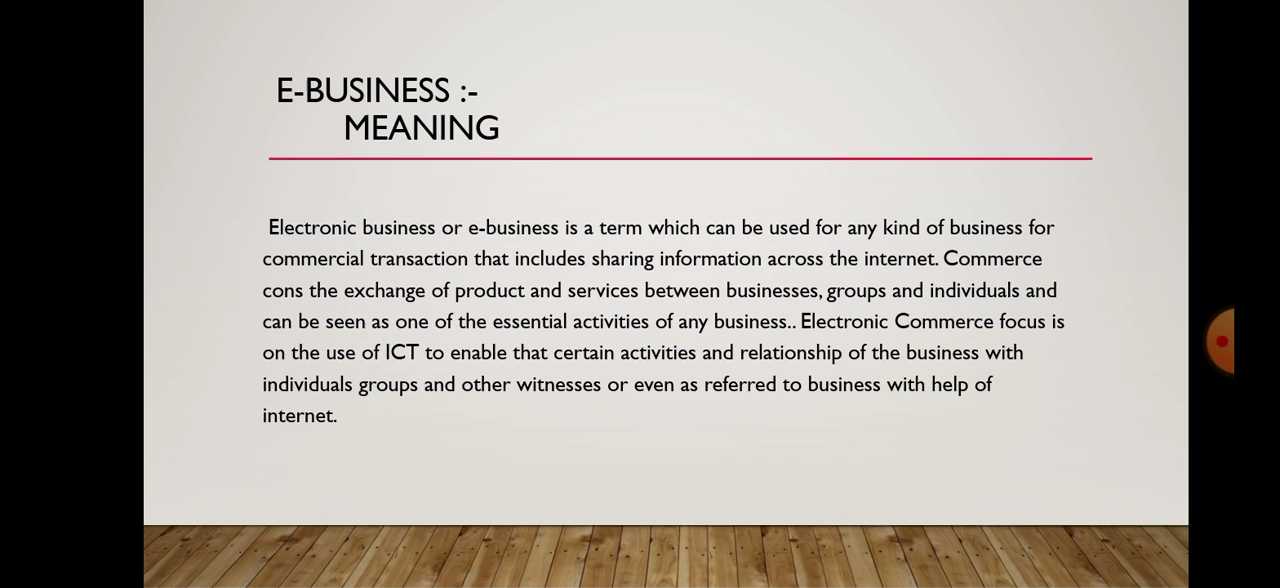 E-BUSINESS :-
MEANING
Electronic business or e-business is a term which can be used for any kind of business for
commercial transaction that includes sharing information across the internet. Commerce
cons the exchange of product and services between businesses, groups and individuals and
can be seen as one of the essential activities of any business.. Electronic Commerce focus is
on the use of ICT to enable that certain activities and relationship of the business with
individuals groups and other witnesses or even as referred to business with help of
internet.